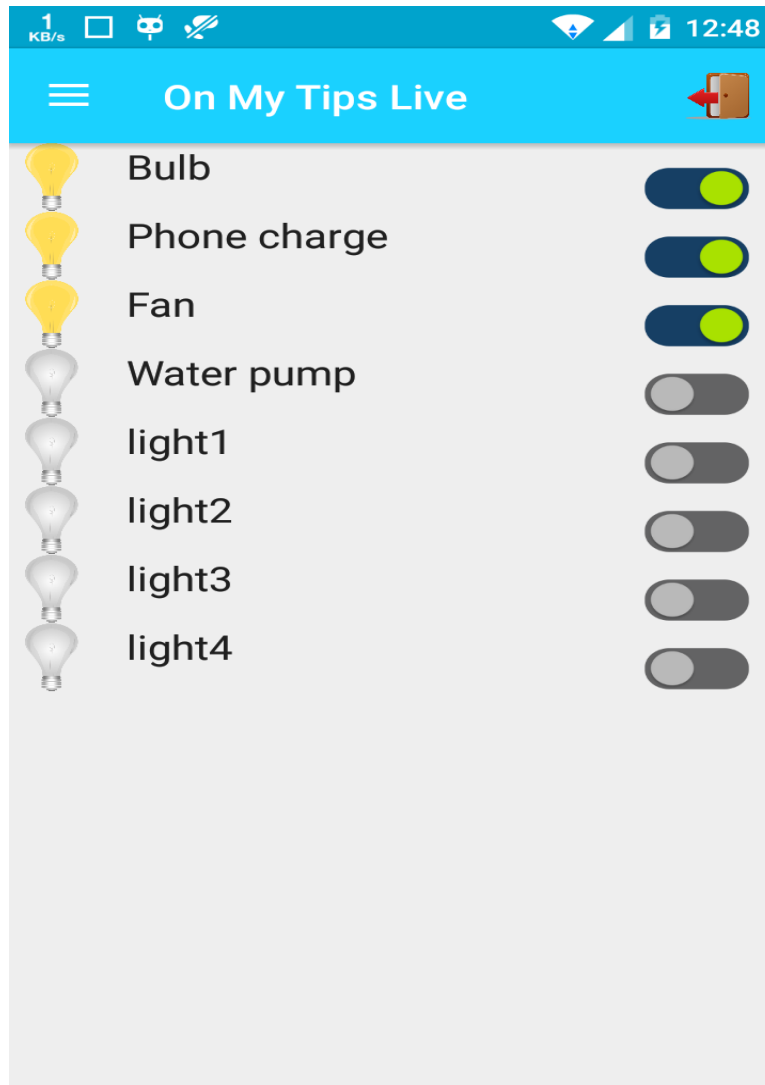 1
KB/s
12:48
On My Tips Live
Bulb
Phone charge
Fan
Water pump
light1
light2
light3
light4